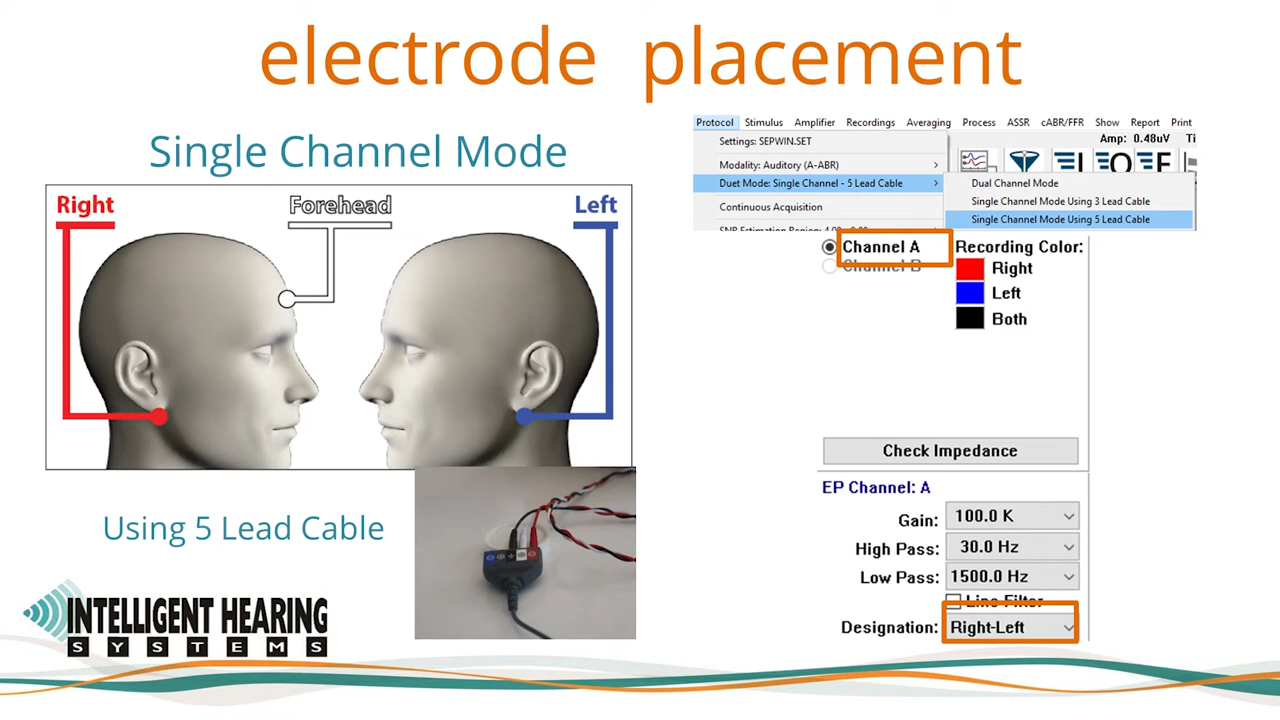 electrode placement
Single Channel Mode
Right
Forehead
Left
Using 5 Lead Cable
INTELLIGENT HEARING
SYSTEMS
Protocol Stimulus Amplifier Recordings Averaging Process ASSR cABR/FFR Show Report Print
Settings: SEPWIN.SET
Amp: 0.48uV Ti
Modality: Auditory (A-ABR)
Duet Mode: Single Channel - 5 Lead Cable
Dual Channel Mode
Single Channel Mode Using 3 Lead Cable
Continuous Acquisition
Single Channel Mode Using 5 Lead Cable
Channel A
Recording Color:
Channel B
Right
Left
Both
Check Impedance
EP Channel: A
Gain: 100.0 K
High Pass: 30.0 Hz
Low Pass: 1500.0 Hz
Line Filter
Designation: Right-Left